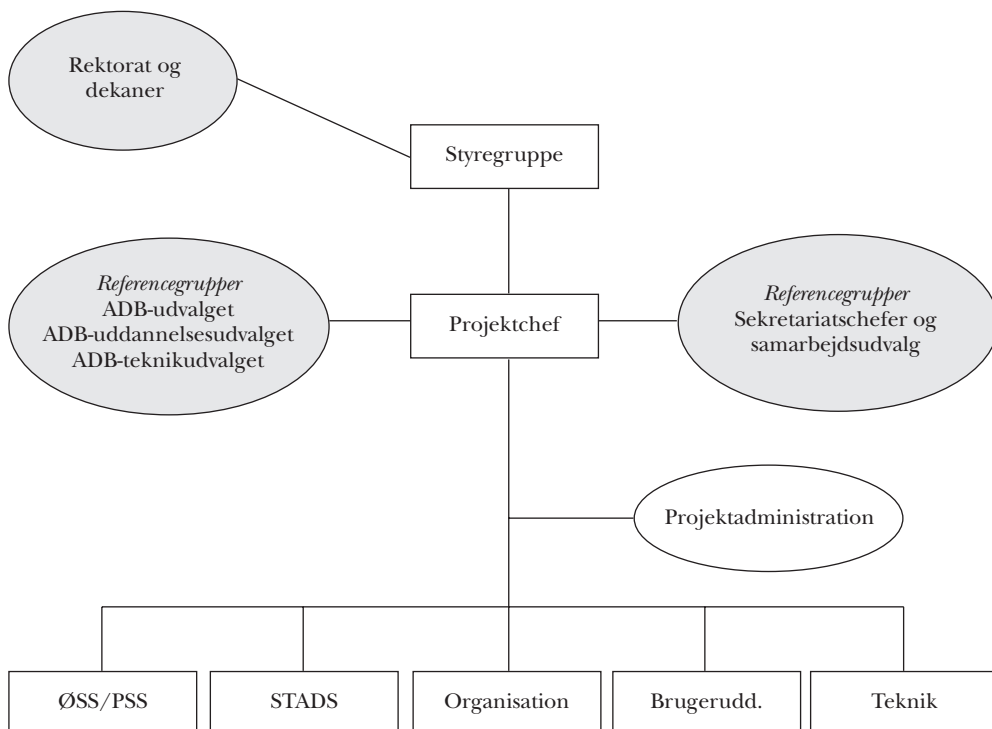 Rektorat og
dekaner
Styregruppe
Referencegrupper
ADB-udvalget
ADB-uddannelsesudvalget
ADB-teknikudvalget
Projektchef
Referencegrupper
Sekretariatschefer og
samarbejdsudvalg
Projektadministration
ØSS/PSS
STADS
Organisation
Brugerudd.
Teknik